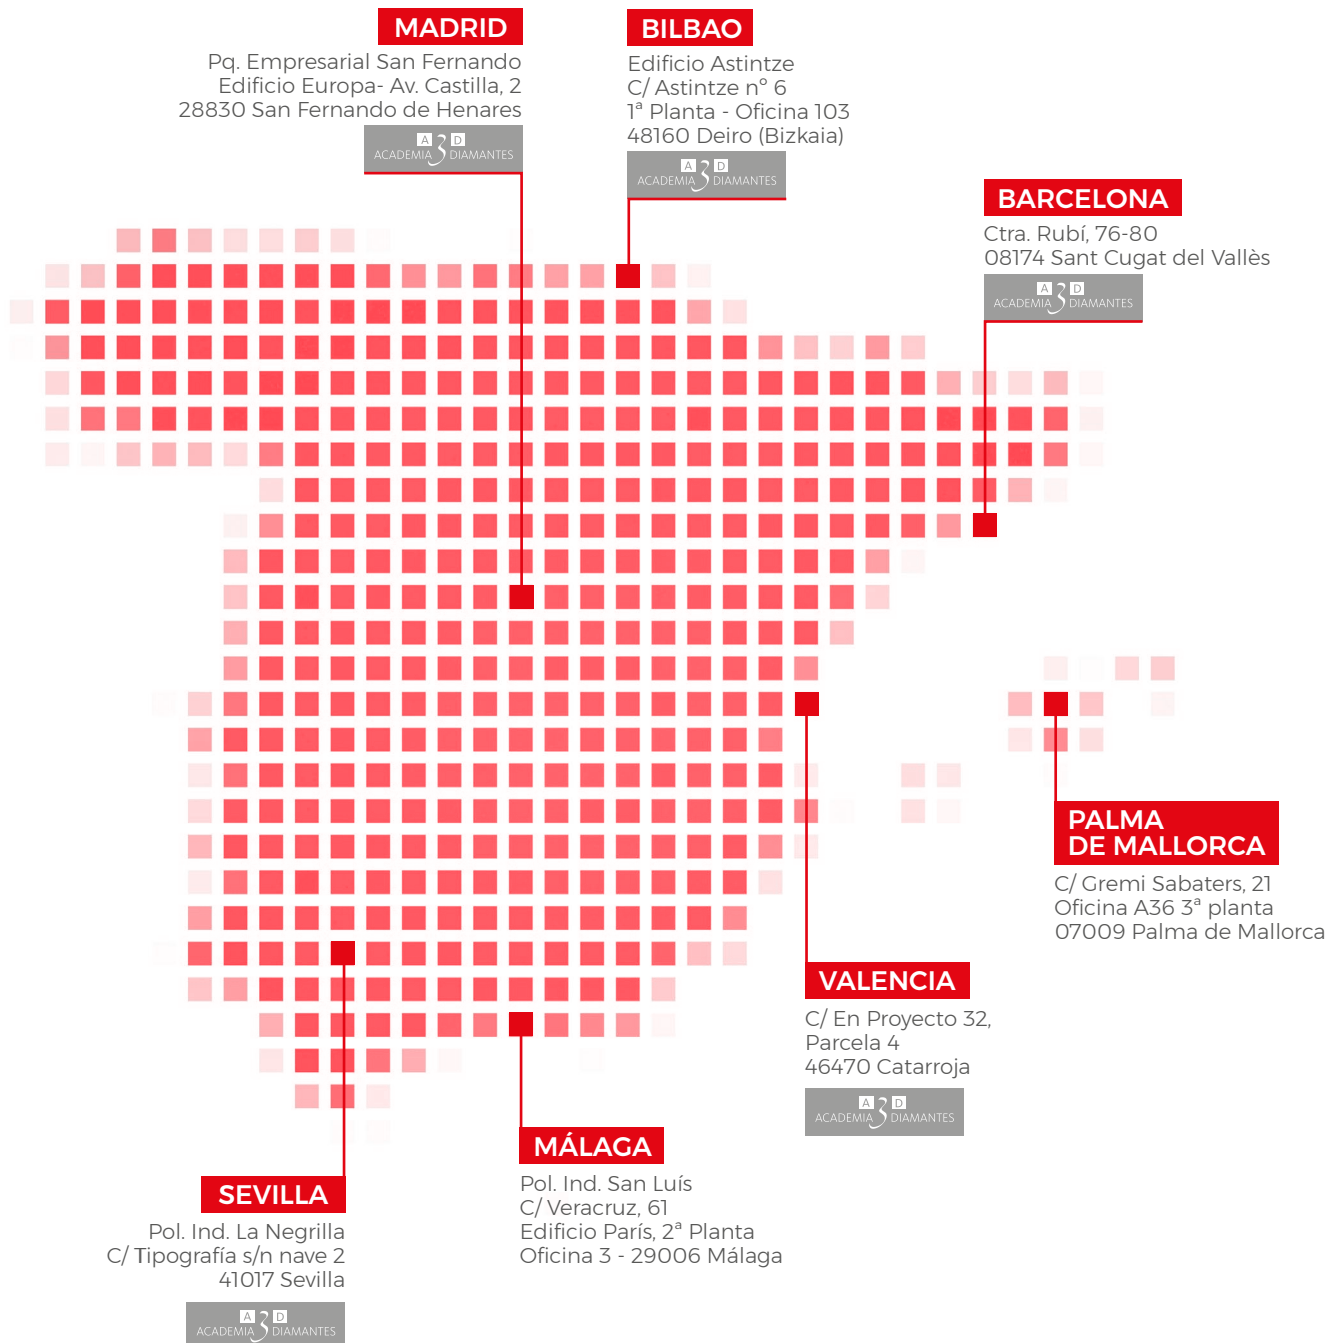 MADRID
Pq. Empresarial San Fernando
Edificio Europa- Av. Castilla, 2
28830 San Fernando de Henares
A 3 D
ACADEMIA DIAMANTES
BILBAO
Edificio Astintze
C/ Astintze nº 6
1ª Planta - Oficina 103
48160 Deiro (Bizkaia)
A 3 D
ACADEMIA DIAMANTES
BARCELONA
Ctra. Rubí, 76-80
08174 Sant Cugat del Vallès
A 3 D
ACADEMIA DIAMANTES
PALMA
DE MALLORCA
C/ Gremi Sabaters, 21
Oficina A36 3ª planta
07009 Palma de Mallorca
VALENCIA
C/ En Proyecto 32,
Parcela 4
46470 Catarroja
A 3 D
ACADEMIA DIAMANTES
MÁLAGA
Pol. Ind. San Luís
C/ Veracruz, 61
Edificio París, 2ª Planta
Oficina 3 - 29006 Málaga
SEVILLA
Pol. Ind. La Negrilla
C/ Tipografía s/n nave 2
41017 Sevilla
A 3 D
ACADEMIA DIAMANTES